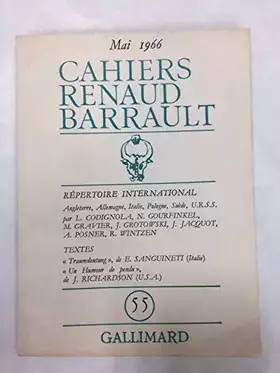 Mai 1966
CAHIERS
RENAUD
BARRAULT
RÉPERTOIRE INTERNATIONAL
Angleterre, Allemagne, Italie, Pologne, Suède, U.R.S.S.
par L. CODIGNOLA, N. GOURFINKEL,
M. GRAVIER, J. GROTOWSKI, J. JACQUOT,
A. POSNER, R. WINTZEN
TEXTES
« Traumdeutung », de E. SANGUINETI (Italie)
« Un Humour de pendu »,
de J. RICHARDSON (U.S.A.)
55
GALLIMARD